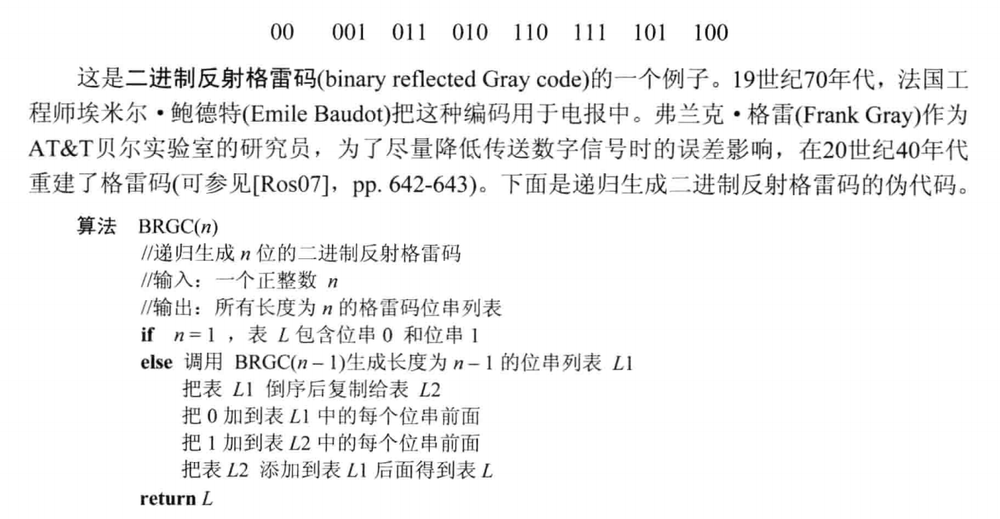 00 001 011 010 110 111 101 100
这是二进制反射格雷码(binary reflected Gray code)的一个例子。19世纪70年代，法国工
程师埃米尔·鲍德特(Emile Baudot)把这种编码用于电报中。弗兰克·格雷(Frank Gray)作为
AT&T贝尔实验室的研究员，为了尽量降低传送数字信号时的误差影响，在20世纪40年代
重建了格雷码(可参见[Ros07]，pp. 642-643)。下面是递归生成二进制反射格雷码的伪代码。
算法 BRGC(n)
//递归生成 n 位的二进制反射格雷码
//输入：一个正整数 n
//输出：所有长度为 n 的格雷码位串列表
if n = 1 ，表 L 包含位串 0 和位串 1
else 调用 BRGC(n – 1)生成长度为 n – 1 的位串列表 L1
把表 L1 倒序后复制给表 L2
把 0 加到表 L1 中的每个位串前面
把 1 加到表 L2 中的每个位串前面
把表 L2 添加到表 L1 后面得到表 L
return L